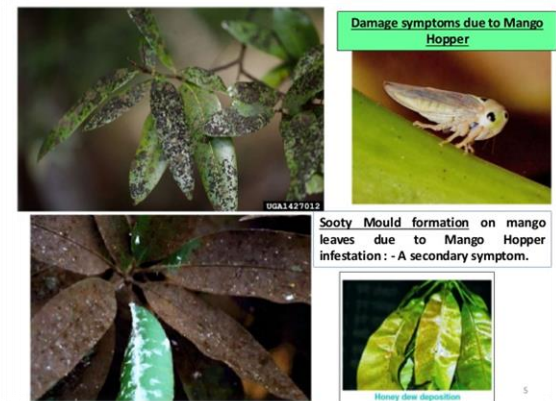 Damage symptoms due to Mango
Hopper
UGA1427012
Sooty Mould formation on mango
leaves due to Mango Hopper
infestation : - A secondary symptom.
Honey dew deposition
5